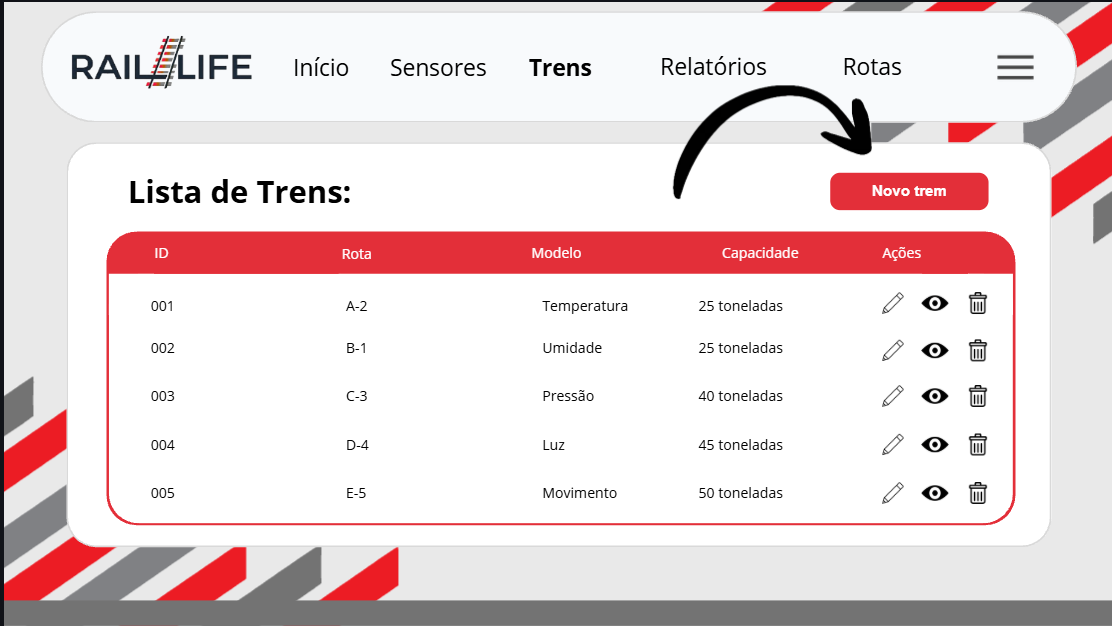 RAIL LIFE Início Sensores Trens Relatórios Rotas
Lista de Trens: Novo trem
ID Rota Modelo Capacidade Ações
001 A-2 Temperatura 25 toneladas
002 B-1 Umidade 25 toneladas
003 C-3 Pressão 40 toneladas
004 D-4 Luz 45 toneladas
005 E-5 Movimento 50 toneladas